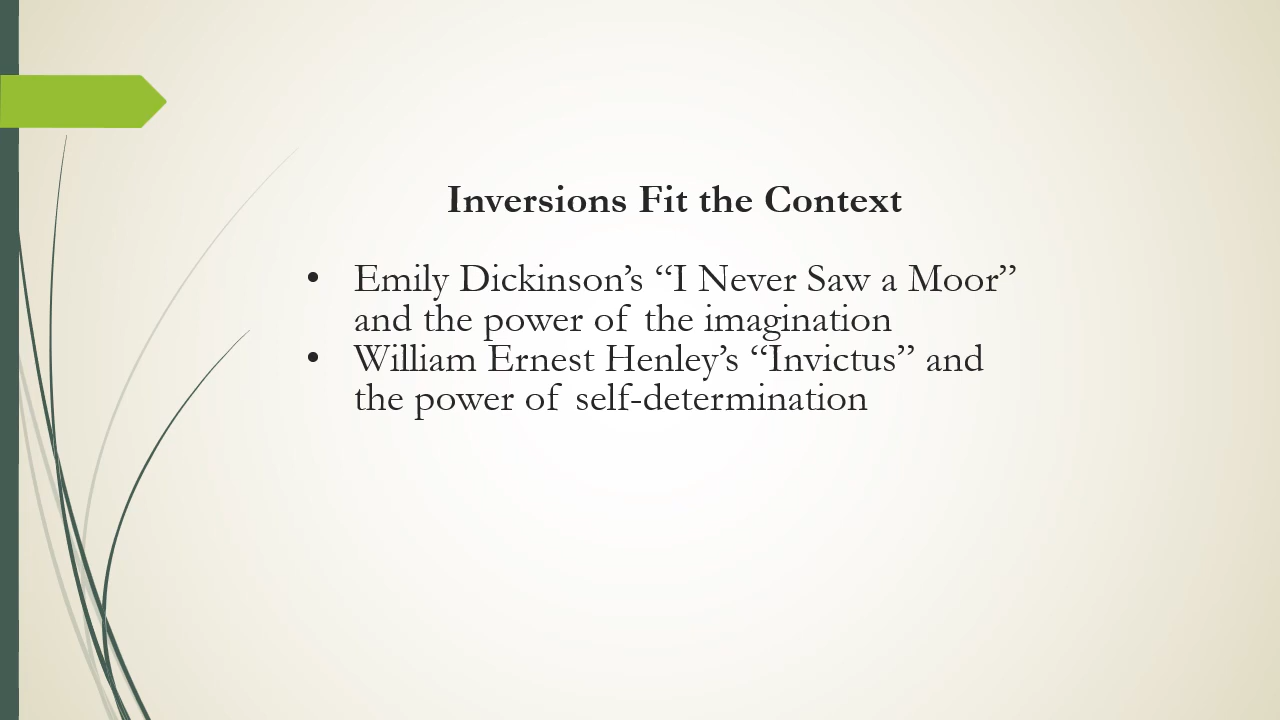 Inversions Fit the Context
• Emily Dickinson’s “I Never Saw a Moor”
and the power of the imagination
• William Ernest Henley’s “Invictus” and
the power of self-determination